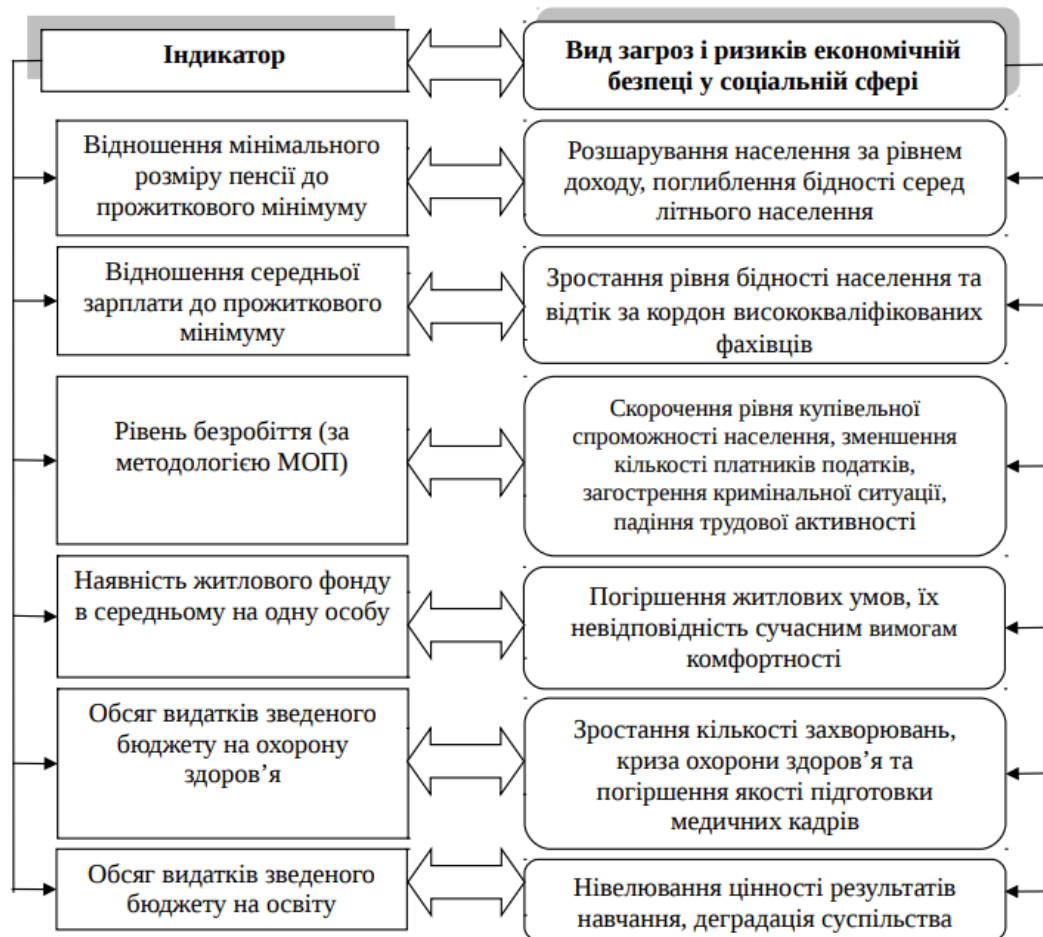 Індикатор
Вид загроз і ризиків економічній
безпеці у соціальній сфері
Відношення мінімального
розміру пенсії до
прожиткового мінімуму
Розшарування населення за рівнем
доходу, поглиблення бідності серед
літнього населення
Відношення середньої
зарплати до прожиткового
мінімуму
Зростання рівня бідності населення та
відтік за кордон висококваліфікованих
фахівців
Рівень безробіття (за
методологією МОП)
Скорочення рівня купівельної
спроможності населення, зменшення
кількості платників податків,
загострення кримінальної ситуації,
падіння трудової активності
Наявність житлового фонду
в середньому на одну особу
Погіршення житлових умов, їх
невідповідність сучасним вимогам
комфортності
Обсяг видатків зведеного
бюджету на охорону
здоров’я
Зростання кількості захворювань,
криза охорони здоров’я та
погіршення якості підготовки
медичних кадрів
Обсяг видатків зведеного
бюджету на освіту
Нівелювання цінності результатів
навчання, деградація суспільства